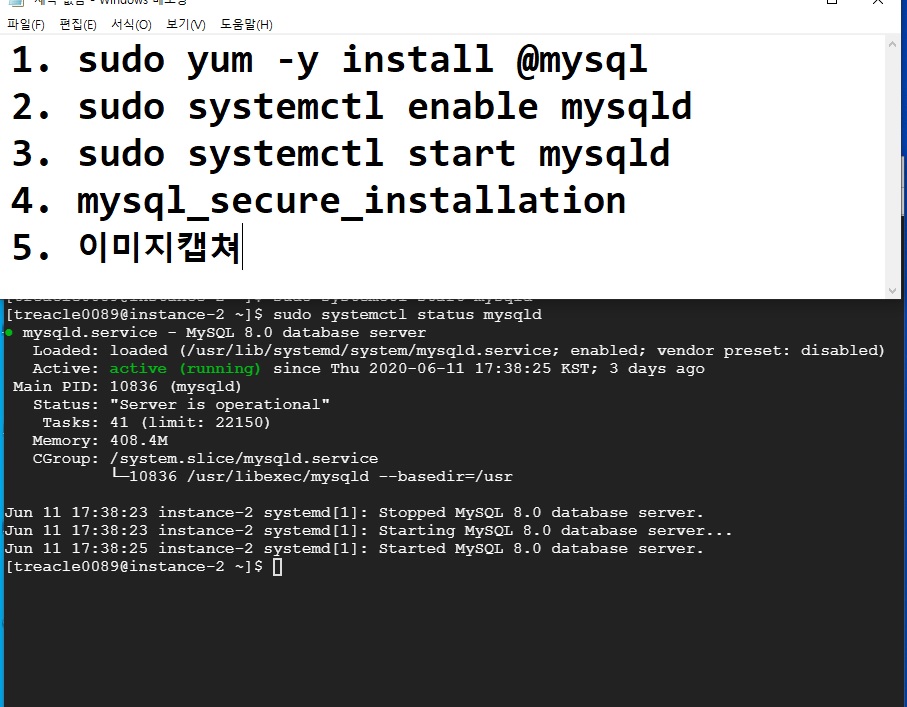 파일(F) 편집(E) 서식(O) 보기(V) 도움말(H)
1. sudo yum -y install @mysql
2. sudo systemctl enable mysqld
3. sudo systemctl start mysqld
4. mysql_secure_installation
5. 이미지캡쳐
[treacle0089@instance-2 ~]$ sudo systemctl start mysqld
[treacle0089@instance-2 ~]$ sudo systemctl status mysqld
● mysqld.service - MySQL 8.0 database server
Loaded: loaded (/usr/lib/systemd/system/mysqld.service; enabled; vendor preset: disabled)
Active: active (running) since Thu 2020-06-11 17:38:25 KST; 3 days ago
Main PID: 10836 (mysqld)
Status: "Server is operational"
Tasks: 41 (limit: 22150)
Memory: 408.4M
CGroup: /system.slice/mysqld.service
└─10836 /usr/libexec/mysqld --basedir=/usr
Jun 11 17:38:23 instance-2 systemd[1]: Stopped MySQL 8.0 database server.
Jun 11 17:38:23 instance-2 systemd[1]: Starting MySQL 8.0 database server...
Jun 11 17:38:25 instance-2 systemd[1]: Started MySQL 8.0 database server.
[treacle0089@instance-2 ~]$